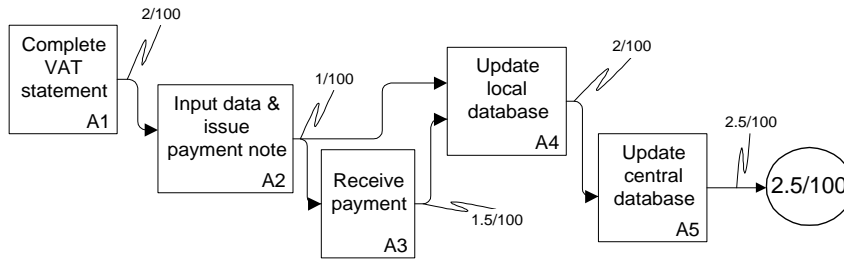 Complete
VAT
statement
A1
2/100
Input data &
issue
payment note
A2
1/100
Receive
payment
A3
1.5/100
Update
local
database
A4
2/100
Update
central
database
A5
2.5/100
2.5/100